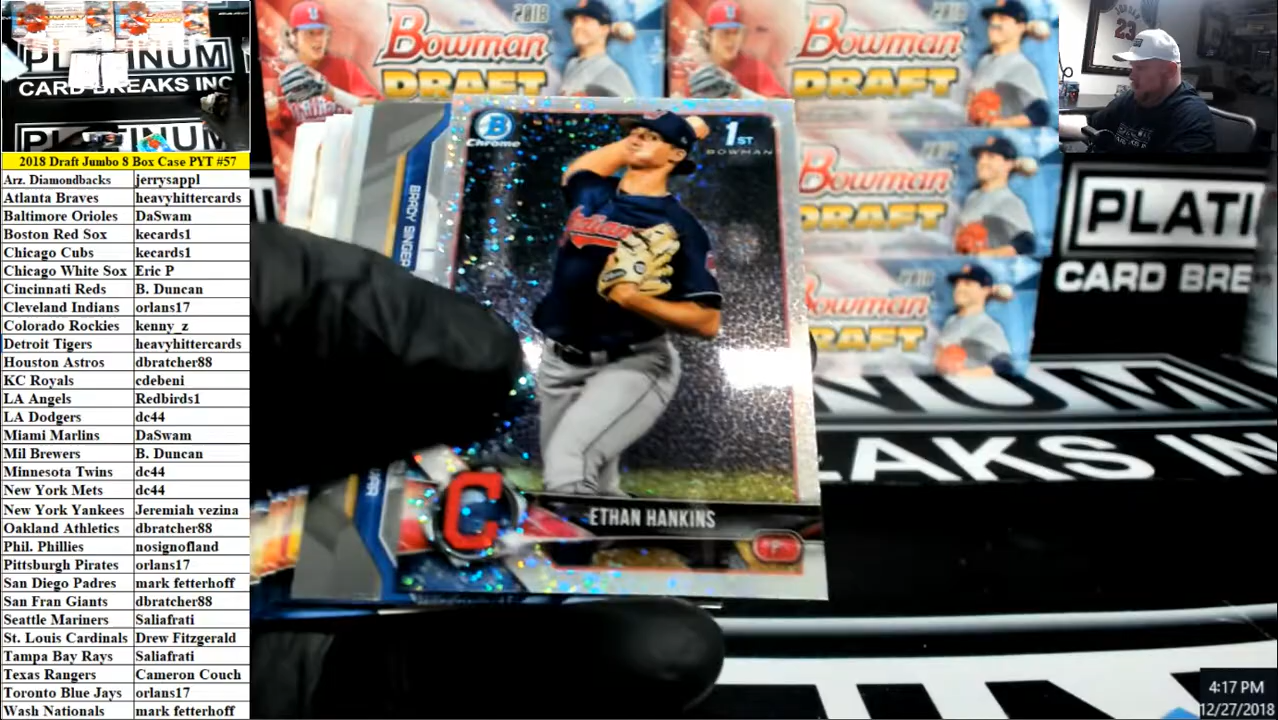 PLATINUM
CARD BREAKS INC
PLATINUM
2018 Draft Jumbo 8 Box Case PYT #57
Arz. Diamondbacks jerrysappl
Atlanta Braves heavyhittercards
Baltimore Orioles DaSwam
Boston Red Sox kecards1
Chicago Cubs kecards1
Chicago White Sox Eric P
Cincinnati Reds B. Duncan
Cleveland Indians orlans17
Colorado Rockies kenny_z
Detroit Tigers heavyhittercards
Houston Astros dbratcher88
KC Royals cdebeni
LA Angels Redbirds1
LA Dodgers dc44
Miami Marlins DaSwam
Mil Brewers B. Duncan
Minnesota Twins dc44
New York Mets dc44
New York Yankees Jeremiah vezina
Oakland Athletics dbratcher88
Phil. Phillies nosignofland
Pittsburgh Pirates orlans17
San Diego Padres mark fetterhoff
San Fran Giants dbratcher88
Seattle Mariners Saliafrati
St. Louis Cardinals Drew Fitzgerald
Tampa Bay Rays Saliafrati
Texas Rangers Cameron Couch
Toronto Blue Jays orlans17
Wash Nationals mark fetterhoff
2018
Bowman
DRAFT
Bowman
DRAFT
Bowman
DRAFT
Bowman
DRAFT
23
B
Chrome
1ST
BOWMAN
BRADY SINGER
Indians
C
ETHAN HANKINS
P
PLATI
CARD BRE
NUM
EAKS IN
4:17 PM
12/27/2018